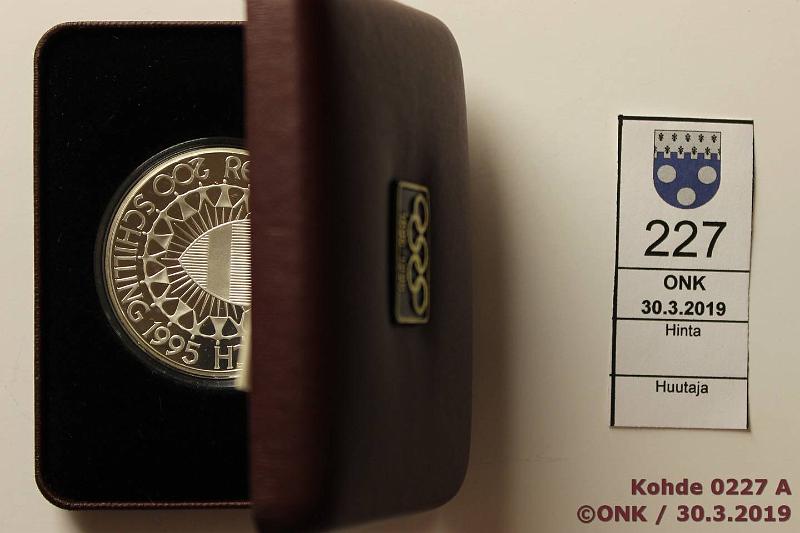 200 SCHILLING 1995
227
ONK
30.3.2019
Hinta
Huutaja
Kohde 0227 A
©ONK / 30.3.2019